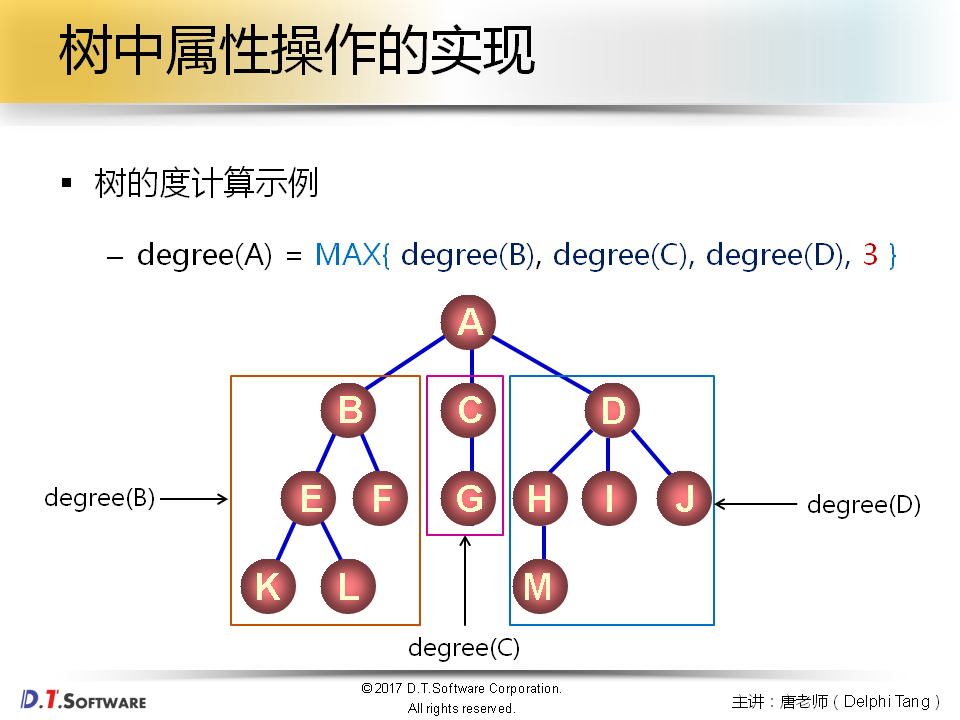 树中属性操作的实现
▪ 树的度计算示例
– degree(A) = MAX{ degree(B), degree(C), degree(D), 3 }
A
B C D
E F G H I J
degree(B)
degree(D)
K L M
degree(C)
D.T.SOFTWARE
©2017 D.T.Software Corporation.
All rights reserved.
主讲：唐老师（Delphi Tang）